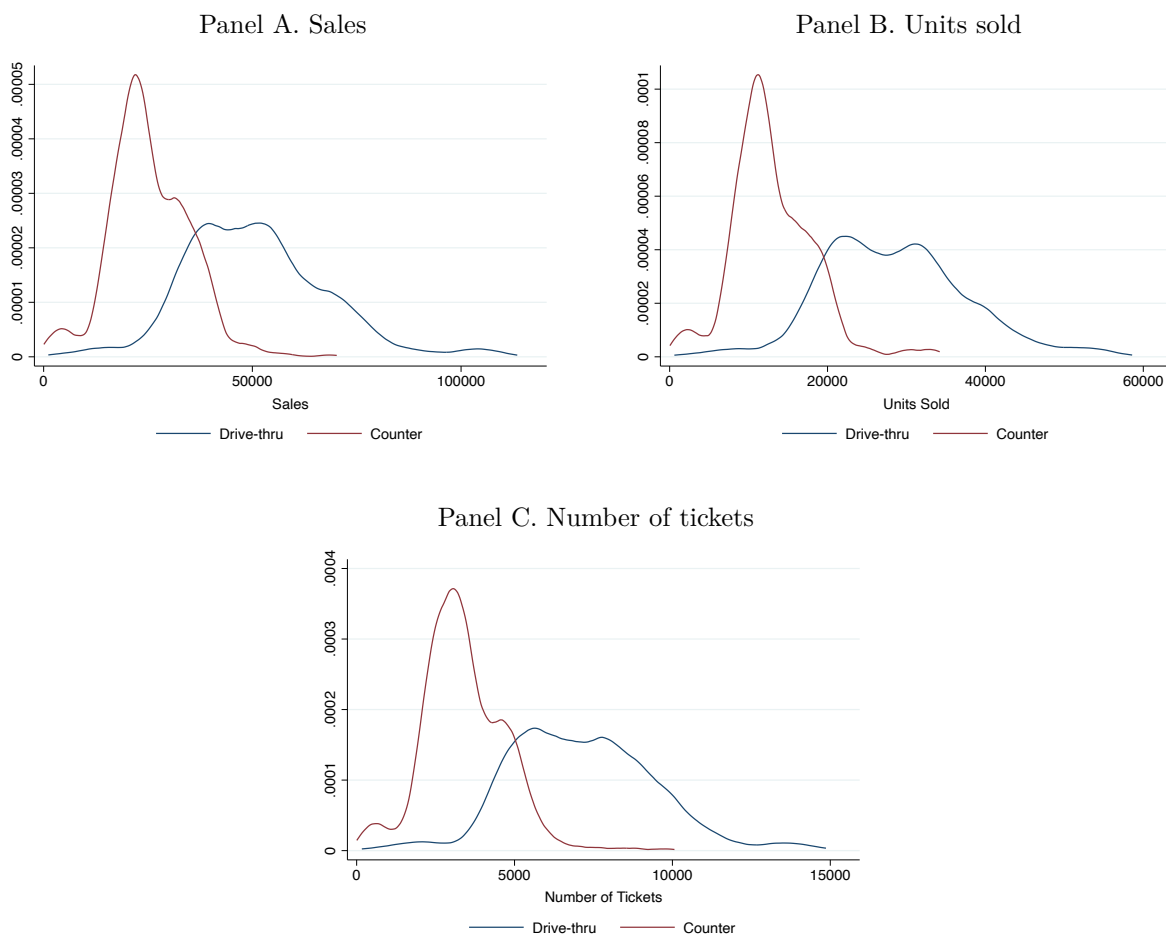 Panel A. Sales
.00005
.00004
.00003
.00002
.00001
0
0 50000 100000
Sales
Drive-thru Counter
Panel B. Units sold
.0001
.00008
.00006
.00004
.00002
0
0 20000 40000 60000
Units Sold
Drive-thru Counter
Panel C. Number of tickets
.0004
.0003
.0002
.0001
0
0 5000 10000 15000
Number of Tickets
Drive-thru Counter